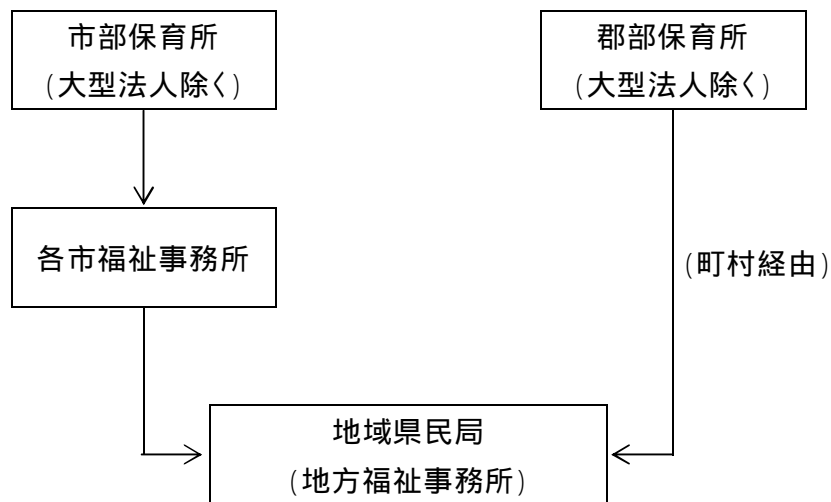 市部保育所
(大型法人除く)
郡部保育所
(大型法人除く)
各市福祉事務所
(町村経由)
地域県民局
(地方福祉事務所)